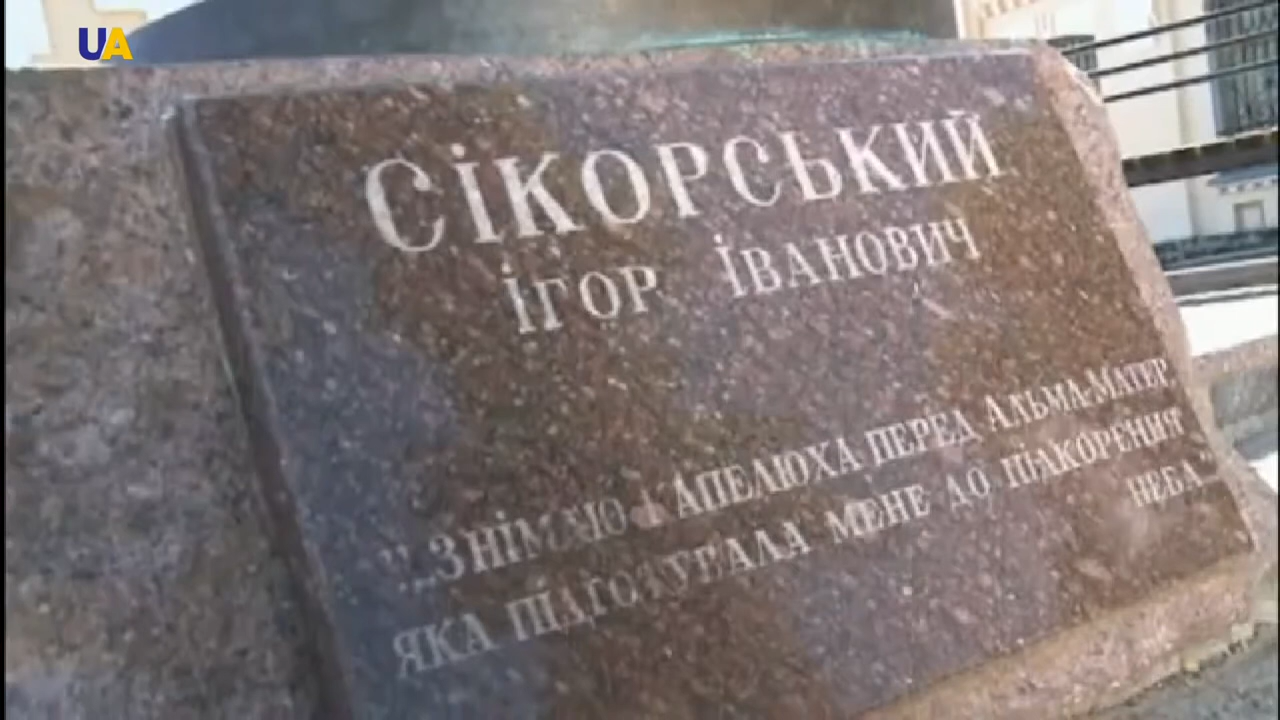 UA
СІКОРСЬКИЙ
ІГОР ІВАНОВИЧ
"...ЗНІМАЮ КАПЕЛЮХА ПЕРЕД АЛЬМА-МАТЕР,
ЯКА ПІДГОТУВАЛА МЕНЕ ДО ПІДКОРЕННЯ
НЕБА"